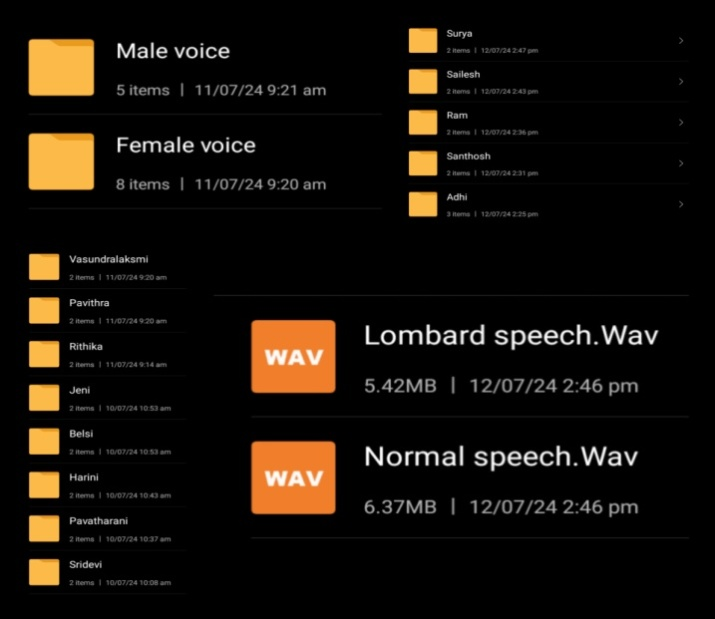 Male voice
5 items | 11/07/24 9:21 am
Female voice
8 items | 11/07/24 9:20 am
Surya
2 items | 12/07/24 2:47 pm
Sailesh
2 items | 12/07/24 2:43 pm
Ram
2 items | 12/07/24 2:36 pm
Santhosh
2 items | 12/07/24 2:31 pm
Adhi
3 items | 12/07/24 2:25 pm
Vasundralaksmi
2 items | 11/07/24 9:20 am
Pavithra
2 items | 11/07/24 9:20 am
Rithika
2 items | 11/07/24 9:14 am
Jeni
2 items | 10/07/24 10:53 am
Belsi
2 items | 10/07/24 10:53 am
Harini
2 items | 10/07/24 10:43 am
Pavatharani
2 items | 10/07/24 10:37 am
Sridevi
2 items | 10/07/24 10:08 am
WAV
Lombard speech.Wav
5.42MB | 12/07/24 2:46 pm
WAV
Normal speech.Wav
6.37MB | 12/07/24 2:46 pm